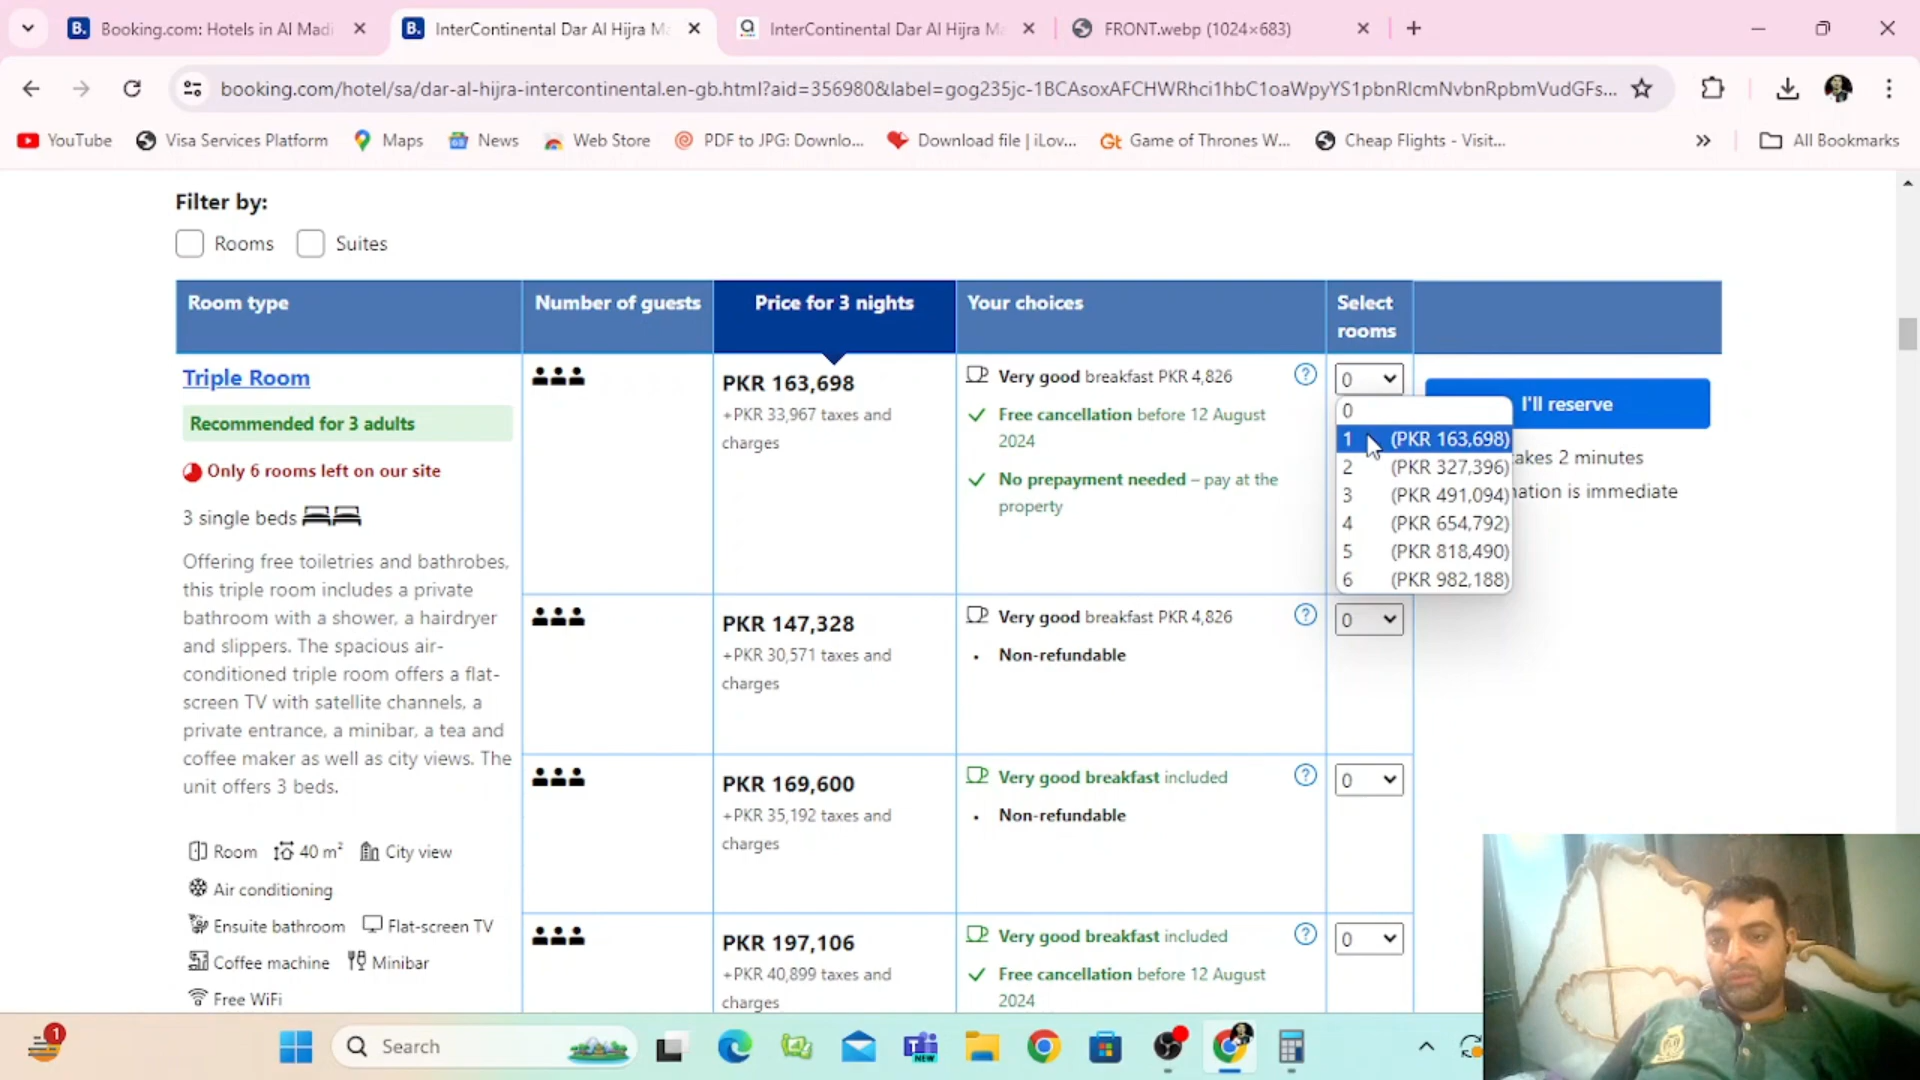 Booking.com: Hotels in Al Madi
InterContinental Dar Al Hijra Ma
InterContinental Dar Al Hijra Ma
FRONT.webp (1024×683)
booking.com/hotel/sa/dar-al-hijra-intercontinental.en-gb.html?aid=356980&label=gog235jc-1BCAsoxAFCHWRhci1hbC1oaWpyYS1pbnRlcmNvbnRpbmVudGFs...
YouTube
Visa Services Platform
Maps
News
Web Store
PDF to JPG: Downlo...
Download file | iLov...
Game of Thrones W...
Cheap Flights - Visit...
All Bookmarks
Filter by:
Rooms
Suites
Room type
Number of guests
Price for 3 nights
Your choices
Select
rooms
Triple Room
Recommended for 3 adults
Only 6 rooms left on our site
3 single beds
Offering free toiletries and bathrobes,
this triple room includes a private
bathroom with a shower, a hairdryer
and slippers. The spacious air-
conditioned triple room offers a flat-
screen TV with satellite channels, a
private entrance, a minibar, a tea and
coffee maker as well as city views. The
unit offers 3 beds.
Room
40 m²
City view
Air conditioning
Ensuite bathroom
Flat-screen TV
Coffee machine
Minibar
Free WiFi
PKR 163,698
+PKR 33,967 taxes and
charges
Very good breakfast PKR 4,826
Free cancellation before 12 August
2024
No prepayment needed – pay at the
property
0
0
1 (PKR 163,698)
2 (PKR 327,396)
3 (PKR 491,094)
4 (PKR 654,792)
5 (PKR 818,490)
6 (PKR 982,188)
I'll reserve
akes 2 minutes
nation is immediate
PKR 147,328
+PKR 30,571 taxes and
charges
Very good breakfast PKR 4,826
Non-refundable
0
PKR 169,600
+PKR 35,192 taxes and
charges
Very good breakfast included
Non-refundable
0
PKR 197,106
+PKR 40,899 taxes and
charges
Very good breakfast included
Free cancellation before 12 August
2024
0
1
Search
NEW